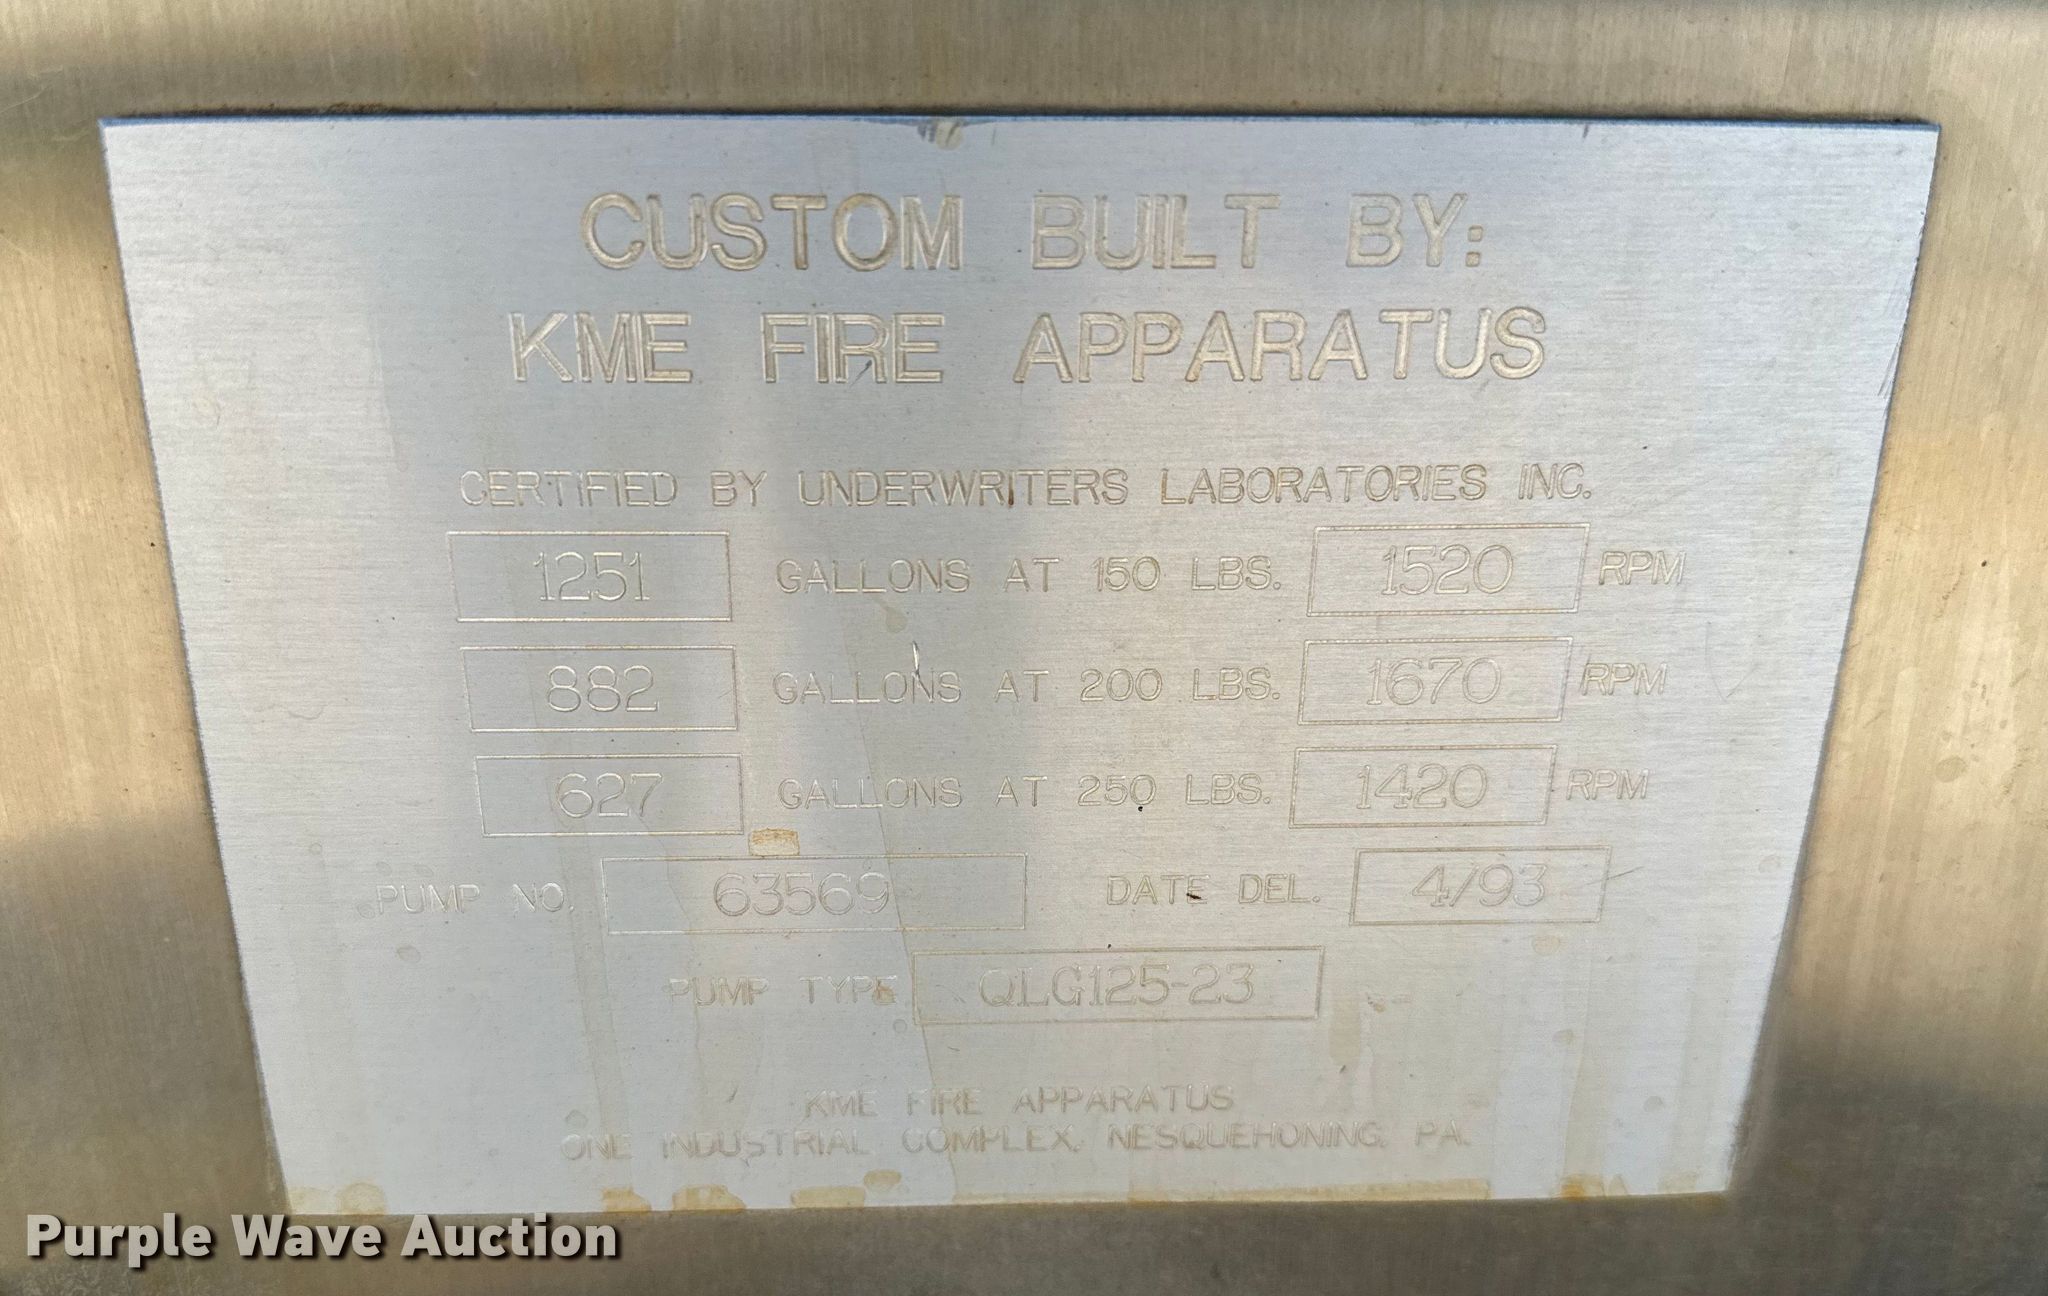 CUSTOM BUILT BY:
KME FIRE APPARATUS
CERTIFIED BY UNDERWRITERS LABORATORIES INC.
1251 GALLONS AT 150 LBS. 1520 RPM
882 GALLONS AT 200 LBS. 1670 RPM
627 GALLONS AT 250 LBS. 1420 RPM
PUMP NO. 63569 DATE DEL. 4/93
PUMP TYPE QLG125-23
KME FIRE APPARATUS
ONE INDUSTRIAL COMPLEX, NESQUEHONING, PA.
Purple Wave Auction